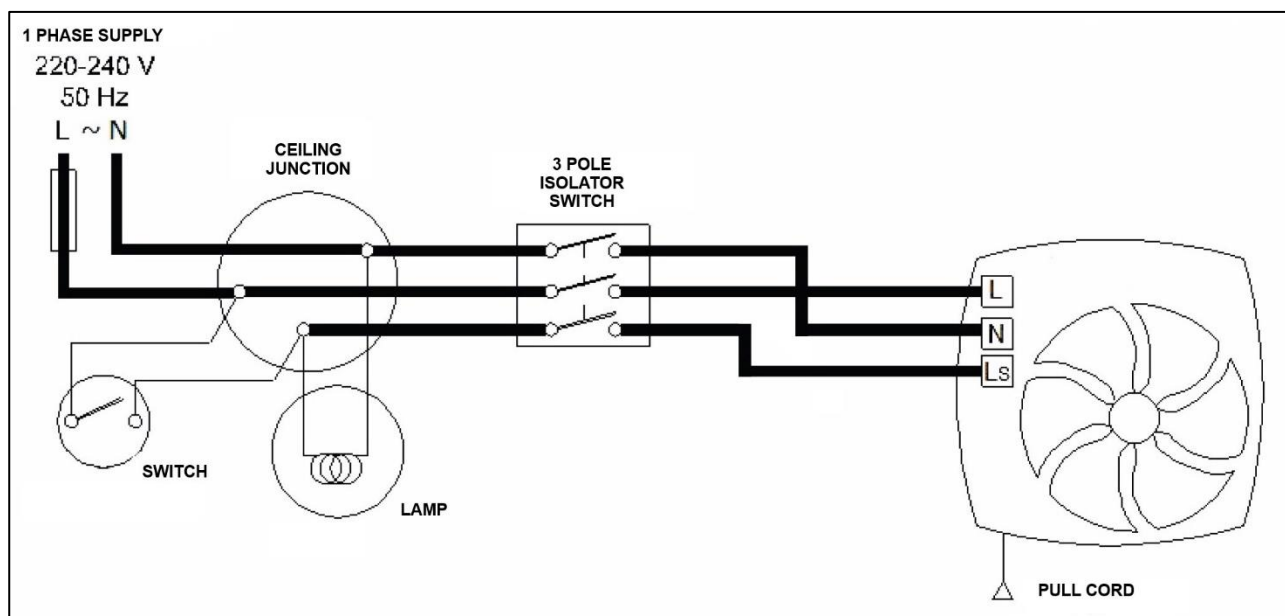 1 PHASE SUPPLY
220-240 V
50 Hz
L ~ N
CEILING
JUNCTION
3 POLE
ISOLATOR
SWITCH
L
N
Ls
SWITCH
LAMP
PULL CORD